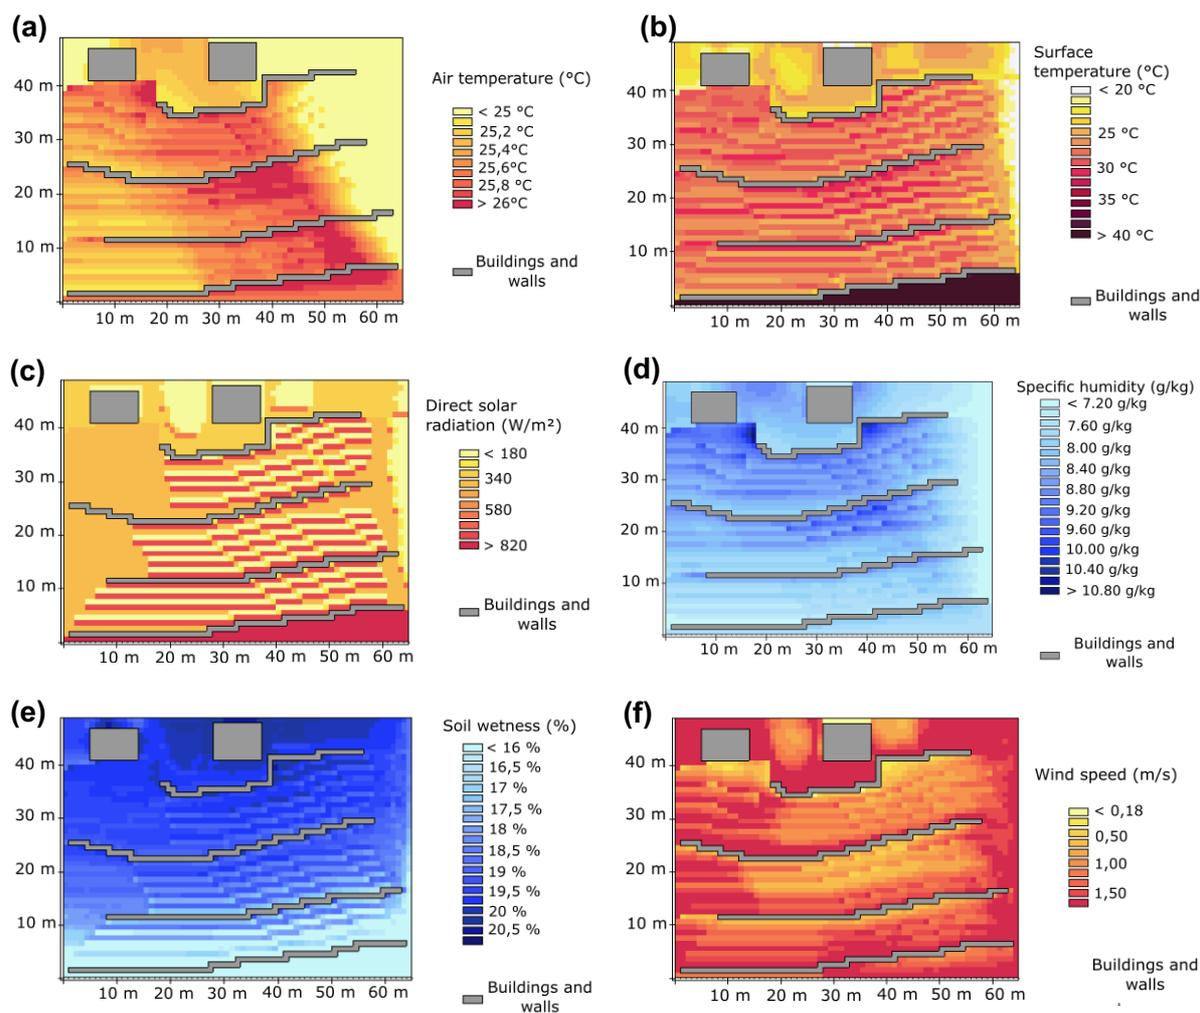 (a)
40 m
30 m
20 m
10 m
10 m 20 m 30 m 40 m 50 m 60 m
Air temperature (°C)
< 25 °C
25,2 °C
25,4°C
25,6°C
25,8 °C
> 26°C
Buildings and
walls
(b)
40 m
30 m
20 m
10 m
10 m 20 m 30 m 40 m 50 m 60 m
Surface
temperature (°C)
< 20 °C
25 °C
30 °C
35 °C
> 40 °C
Buildings and
walls
(c)
40 m
30 m
20 m
10 m
10 m 20 m 30 m 40 m 50 m 60 m
Direct solar
radiation (W/m²)
< 180
340
580
> 820
Buildings and
walls
(d)
40 m
30 m
20 m
10 m
10 m 20 m 30 m 40 m 50 m 60 m
Specific humidity (g/kg)
< 7.20 g/kg
7.60 g/kg
8.00 g/kg
8.40 g/kg
8.80 g/kg
9.20 g/kg
9.60 g/kg
10.00 g/kg
10.40 g/kg
> 10.80 g/kg
Buildings and
walls
(e)
40 m
30 m
20 m
10 m
10 m 20 m 30 m 40 m 50 m 60 m
Soil wetness (%)
< 16 %
16,5 %
17 %
17,5 %
18 %
18,5 %
19 %
19,5 %
20 %
20,5 %
Buildings and
walls
(f)
40 m
30 m
20 m
10 m
10 m 20 m 30 m 40 m 50 m 60 m
Wind speed (m/s)
< 0,18
0,50
1,00
1,50
Buildings and
walls